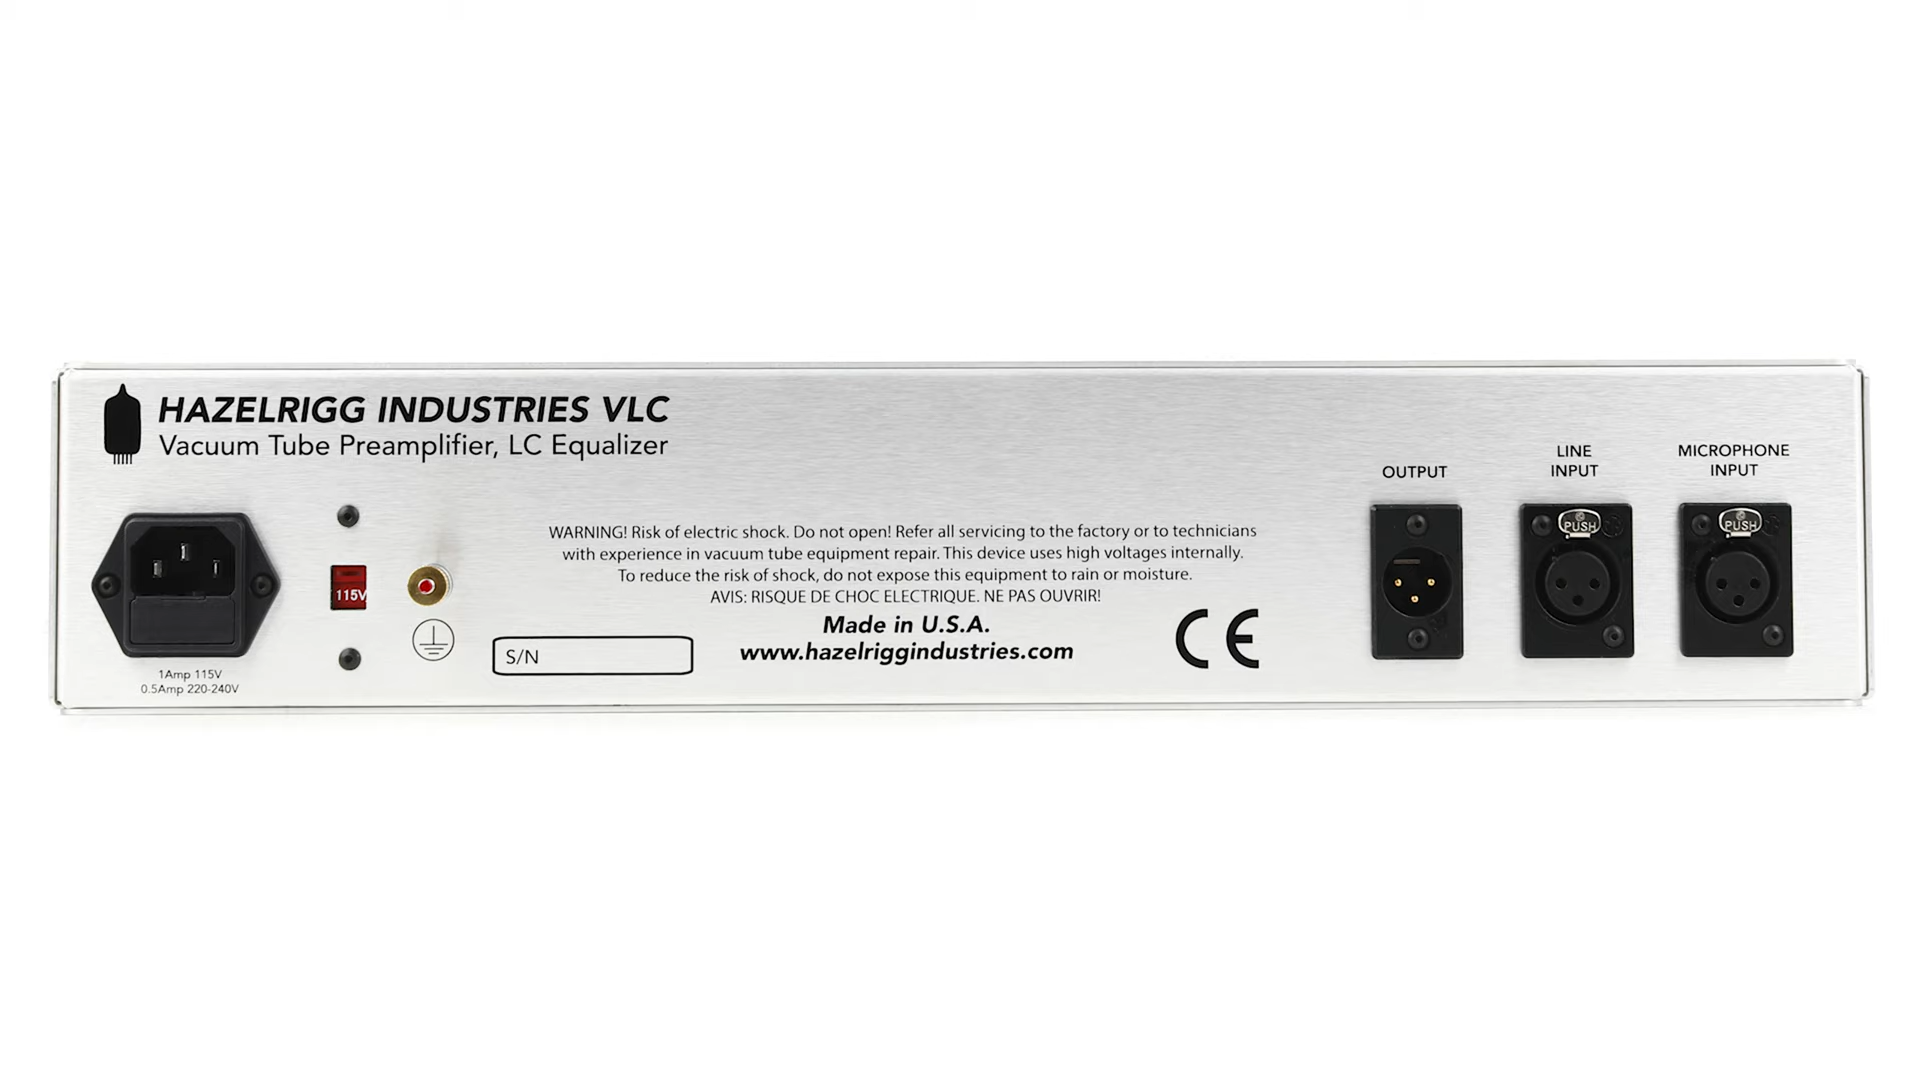 HAZELRIGG INDUSTRIES VLC
Vacuum Tube Preamplifier, LC Equalizer
OUTPUT
LINE
INPUT
MICROPHONE
INPUT
PUSH
PUSH
WARNING! Risk of electric shock. Do not open! Refer all servicing to the factory or to technicians
with experience in vacuum tube equipment repair. This device uses high voltages internally.
To reduce the risk of shock, do not expose this equipment to rain or moisture.
AVIS: RISQUE DE CHOC ELECTRIQUE. NE PAS OUVRIR!
115V
Made in U.S.A.
www.hazelriggindustries.com
CE
S/N
1Amp 115V
0.5Amp 220-240V